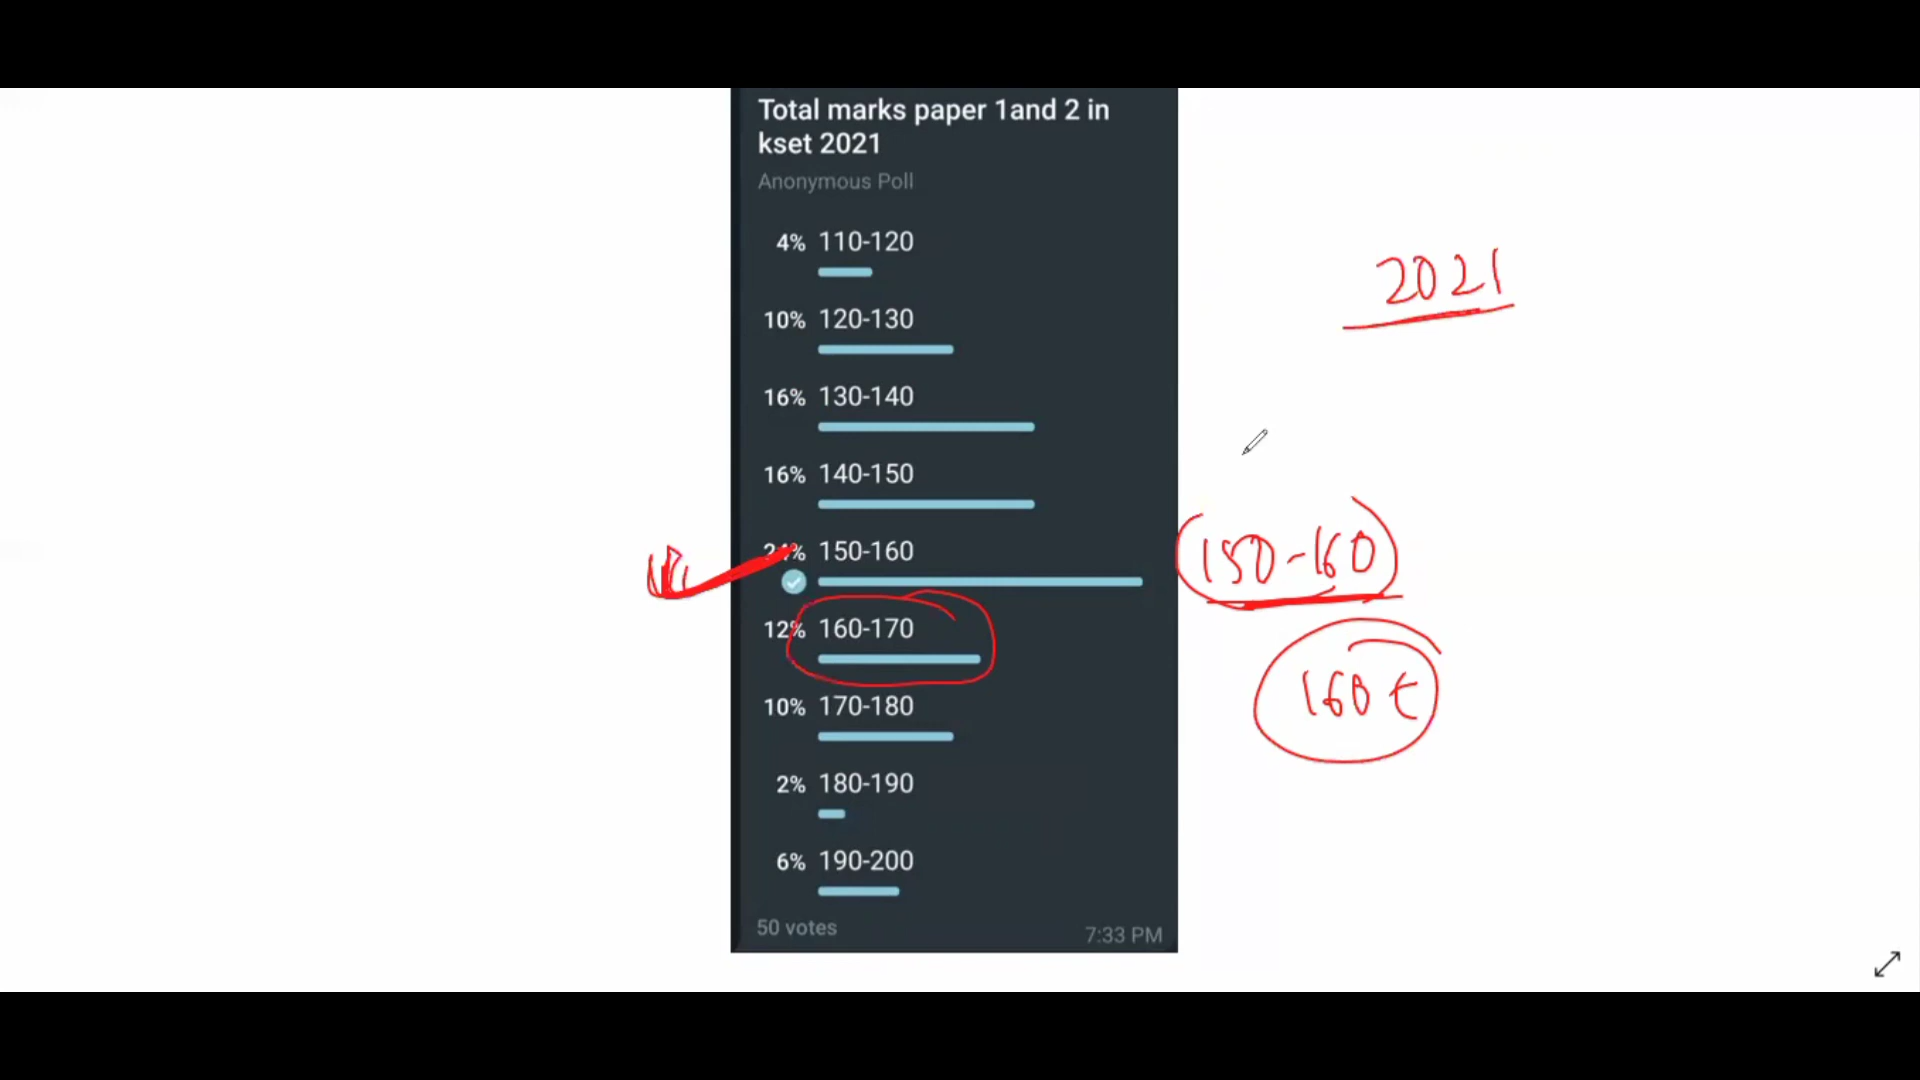 Total marks paper 1and 2 in
kset 2021
Anonymous Poll
4% 110-120
10% 120-130
16% 130-140
16% 140-150
24% 150-160
12% 160-170
10% 170-180
2% 180-190
6% 190-200
50 votes
7:33 PM
2021
150-160
160